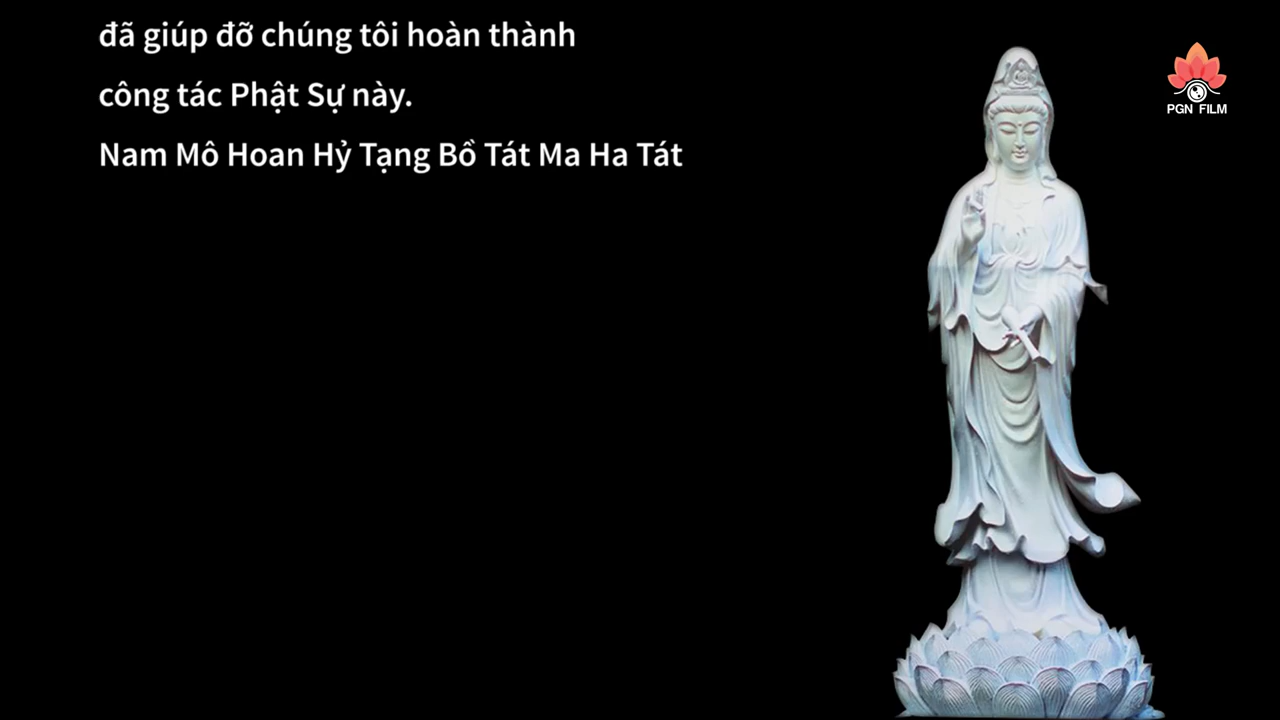 đã giúp đỡ chúng tôi hoàn thành
công tác Phật Sự này.
Nam Mô Hoan Hỷ Tạng Bồ Tát Ma Ha Tát
PGN FILM